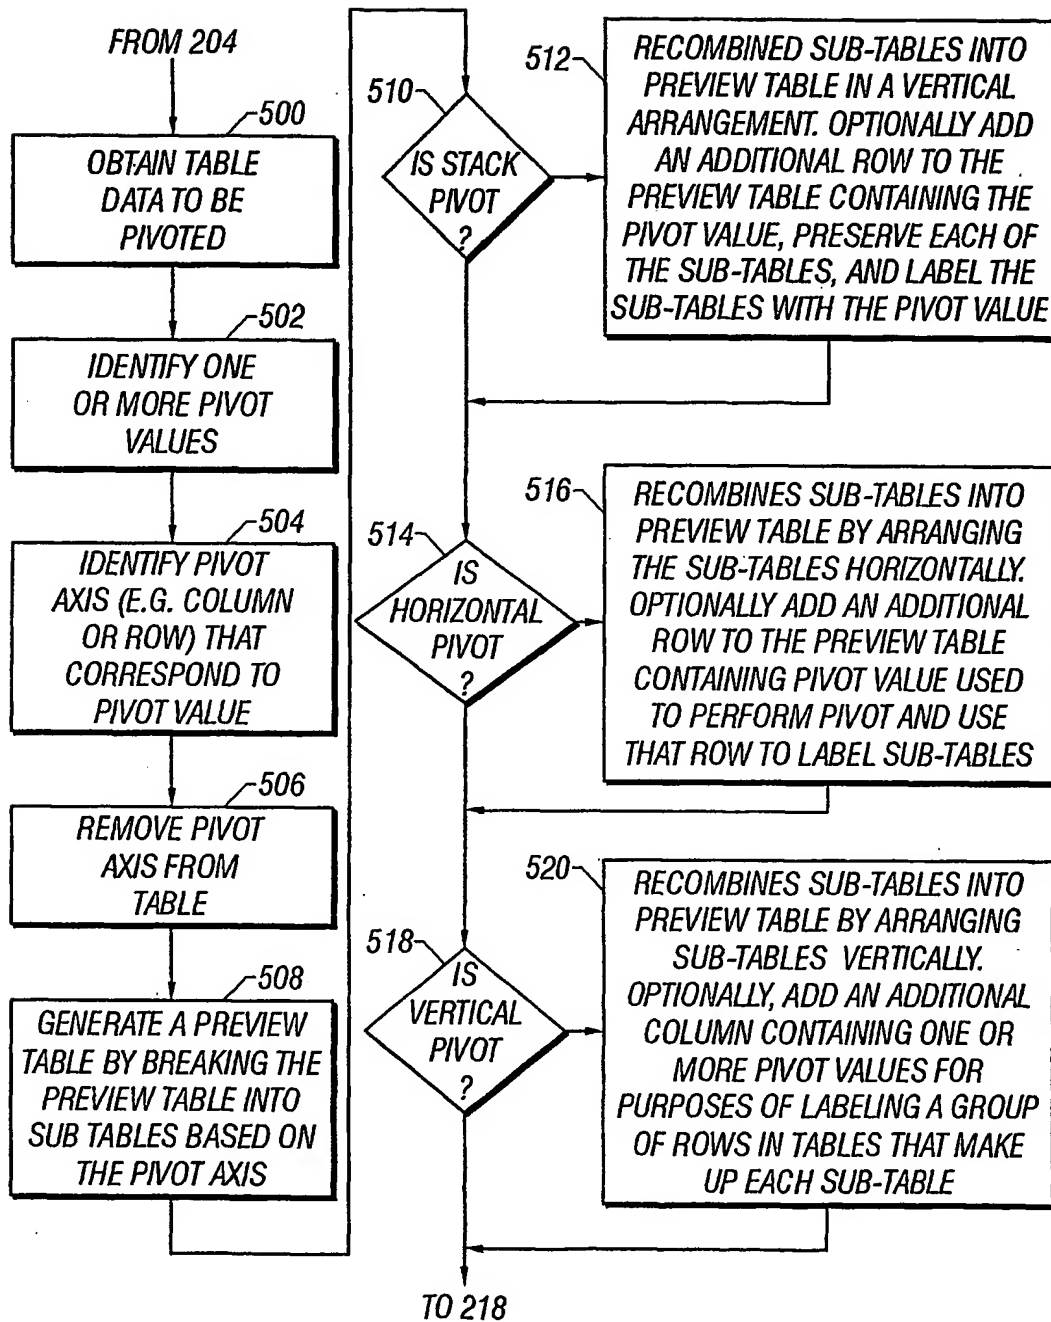 FROM 204
500
OBTAIN TABLE
DATA TO BE
PIVOTED
502
IDENTIFY ONE
OR MORE PIVOT
VALUES
504
IDENTIFY PIVOT
AXIS (E.G. COLUMN
OR ROW) THAT
CORRESPOND TO
PIVOT VALUE
506
REMOVE PIVOT
AXIS FROM
TABLE
508
GENERATE A PREVIEW
TABLE BY BREAKING THE
PREVIEW TABLE INTO
SUB TABLES BASED ON
THE PIVOT AXIS
510
IS STACK
PIVOT
?
512
RECOMBINED SUB-TABLES INTO
PREVIEW TABLE IN A VERTICAL
ARRANGEMENT. OPTIONALLY ADD
AN ADDITIONAL ROW TO THE
PREVIEW TABLE CONTAINING THE
PIVOT VALUE, PRESERVE EACH OF
THE SUB-TABLES, AND LABEL THE
SUB-TABLES WITH THE PIVOT VALUE
514
IS
HORIZONTAL
PIVOT
?
516
RECOMBINES SUB-TABLES INTO
PREVIEW TABLE BY ARRANGING
THE SUB-TABLES HORIZONTALLY.
OPTIONALLY ADD AN ADDITIONAL
ROW TO THE PREVIEW TABLE
CONTAINING PIVOT VALUE USED
TO PERFORM PIVOT AND USE
THAT ROW TO LABEL SUB-TABLES
518
IS
VERTICAL
PIVOT
?
520
RECOMBINES SUB-TABLES INTO
PREVIEW TABLE BY ARRANGING
SUB-TABLES VERTICALLY.
OPTIONALLY, ADD AN ADDITIONAL
COLUMN CONTAINING ONE OR
MORE PIVOT VALUES FOR
PURPOSES OF LABELING A GROUP
OF ROWS IN TABLES THAT MAKE
UP EACH SUB-TABLE
TO 218